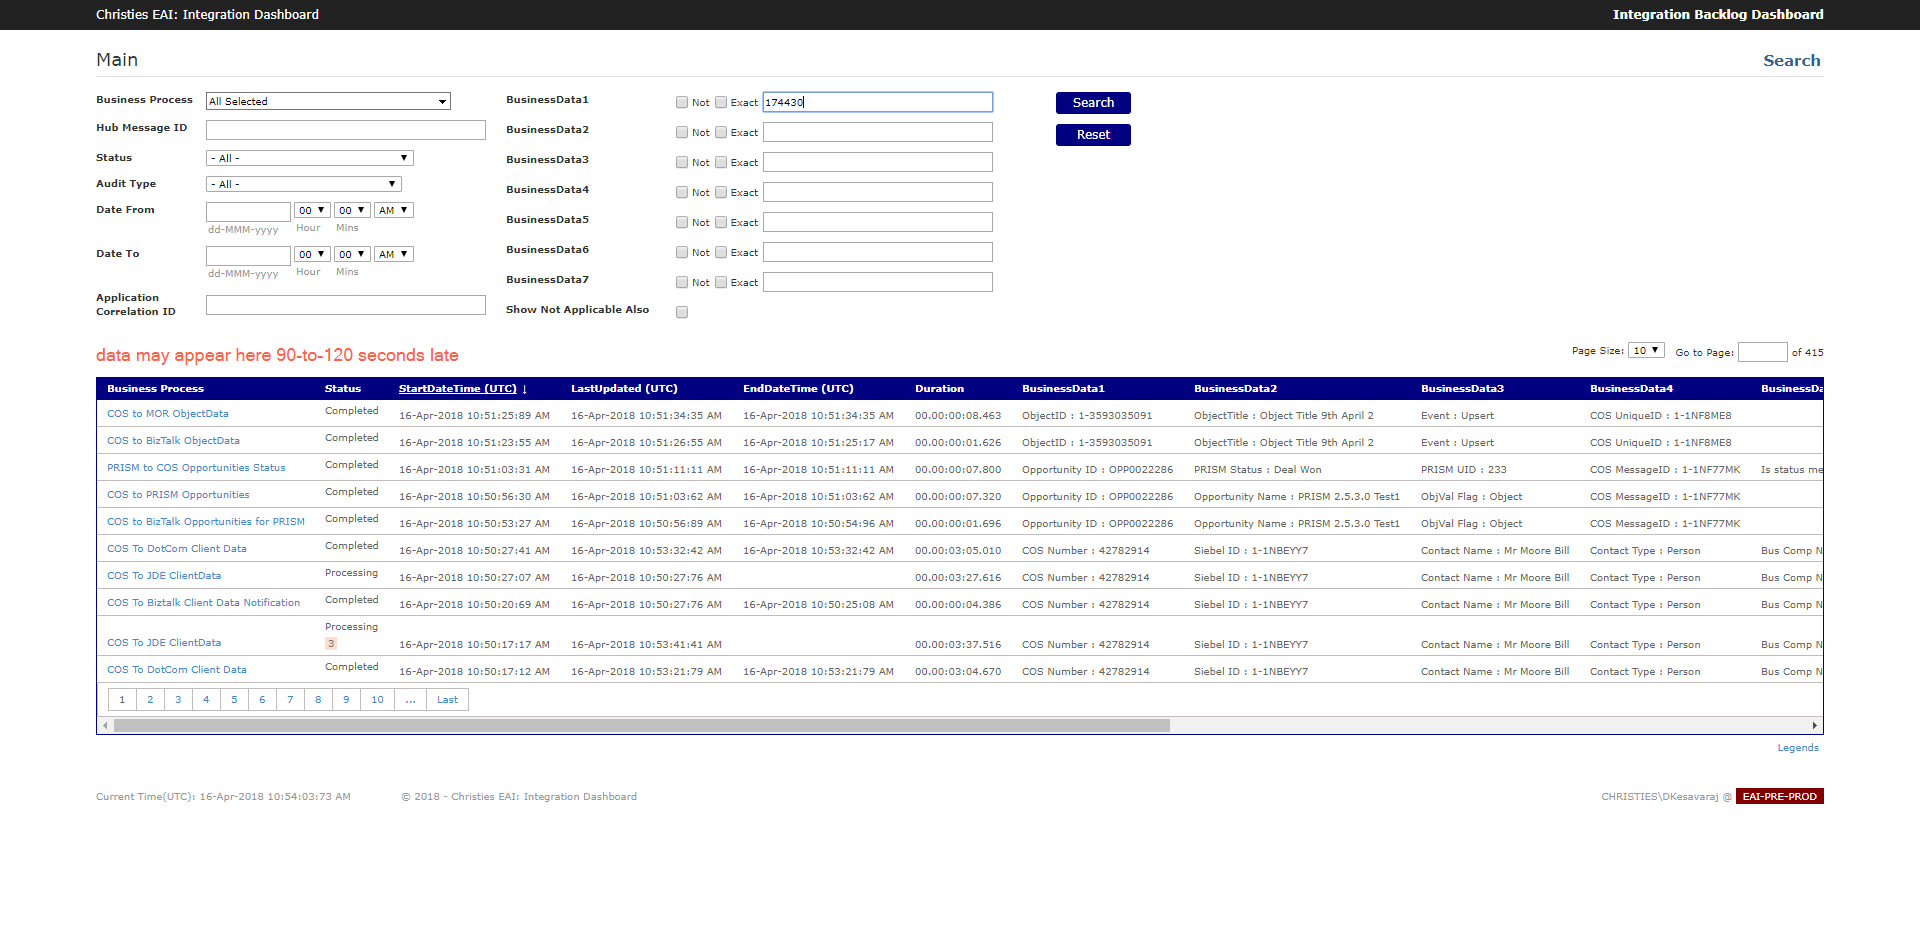 Christies EAI: Integration Dashboard Integration Backlog Dashboard
Main Search
Business Process All Selected BusinessData1 Not Exact 174430 Search
Hub Message ID BusinessData2 Not Exact Reset
Status - All - BusinessData3 Not Exact
Audit Type - All - BusinessData4 Not Exact
Date From 00 00 AM BusinessData5 Not Exact
dd-MMM-yyyy Hour Mins
Date To 00 00 AM BusinessData6 Not Exact
dd-MMM-yyyy Hour Mins BusinessData7 Not Exact
Application
Correlation ID Show Not Applicable Also
data may appear here 90-to-120 seconds late Page Size: 10 Go to Page: of 415
Business Process Status StartDateTime (UTC) ↓ LastUpdated (UTC) EndDateTime (UTC) Duration BusinessData1 BusinessData2 BusinessData3 BusinessData4 BusinessDa
COS to MOR ObjectData Completed 16-Apr-2018 10:51:25:89 AM 16-Apr-2018 10:51:34:35 AM 16-Apr-2018 10:51:34:35 AM 00.00:00:08.463 ObjectID : 1-3593035091 ObjectTitle : Object Title 9th April 2 Event : Upsert COS UniqueID : 1-1NF8ME8
COS to BizTalk ObjectData Completed 16-Apr-2018 10:51:23:55 AM 16-Apr-2018 10:51:26:55 AM 16-Apr-2018 10:51:25:17 AM 00.00:00:01.626 ObjectID : 1-3593035091 ObjectTitle : Object Title 9th April 2 Event : Upsert COS UniqueID : 1-1NF8ME8
PRISM to COS Opportunities Status Completed 16-Apr-2018 10:51:03:31 AM 16-Apr-2018 10:51:11:11 AM 16-Apr-2018 10:51:11:11 AM 00.00:00:07.800 Opportunity ID : OPP0022286 PRISM Status : Deal Won PRISM UID : 233 COS MessageID : 1-1NF77MK Is status me
COS to PRISM Opportunities Completed 16-Apr-2018 10:50:56:30 AM 16-Apr-2018 10:51:03:62 AM 16-Apr-2018 10:51:03:62 AM 00.00:00:07.320 Opportunity ID : OPP0022286 Opportunity Name : PRISM 2.5.3.0 Test1 ObjVal Flag : Object COS MessageID : 1-1NF77MK
COS to BizTalk Opportunities for PRISM Completed 16-Apr-2018 10:50:53:27 AM 16-Apr-2018 10:50:56:89 AM 16-Apr-2018 10:50:54:96 AM 00.00:00:01.696 Opportunity ID : OPP0022286 Opportunity Name : PRISM 2.5.3.0 Test1 ObjVal Flag : Object COS MessageID : 1-1NF77MK
COS To DotCom Client Data Completed 16-Apr-2018 10:50:27:41 AM 16-Apr-2018 10:53:32:42 AM 16-Apr-2018 10:53:32:42 AM 00.00:03:05.010 COS Number : 42782914 Siebel ID : 1-1NBEYY7 Contact Name : Mr Moore Bill Contact Type : Person Bus Comp N
COS To JDE ClientData Processing 16-Apr-2018 10:50:27:07 AM 16-Apr-2018 10:50:27:76 AM 00.00:03:27.616 COS Number : 42782914 Siebel ID : 1-1NBEYY7 Contact Name : Mr Moore Bill Contact Type : Person Bus Comp N
COS To Biztalk Client Data Notification Completed 16-Apr-2018 10:50:20:69 AM 16-Apr-2018 10:50:27:76 AM 16-Apr-2018 10:50:25:08 AM 00.00:00:04.386 COS Number : 42782914 Siebel ID : 1-1NBEYY7 Contact Name : Mr Moore Bill Contact Type : Person Bus Comp N
Processing
COS To JDE ClientData 3 16-Apr-2018 10:50:17:17 AM 16-Apr-2018 10:53:41:41 AM 00.00:03:37.516 COS Number : 42782914 Siebel ID : 1-1NBEYY7 Contact Name : Mr Moore Bill Contact Type : Person Bus Comp N
COS To DotCom Client Data Completed 16-Apr-2018 10:50:17:12 AM 16-Apr-2018 10:53:21:79 AM 16-Apr-2018 10:53:21:79 AM 00.00:03:04.670 COS Number : 42782914 Siebel ID : 1-1NBEYY7 Contact Name : Mr Moore Bill Contact Type : Person Bus Comp N
1 2 3 4 5 6 7 8 9 10 ... Last
Legends
Current Time(UTC): 16-Apr-2018 10:54:03:73 AM © 2018 - Christies EAI: Integration Dashboard CHRISTIES\DKesavaraj @ EAI-PRE-PROD